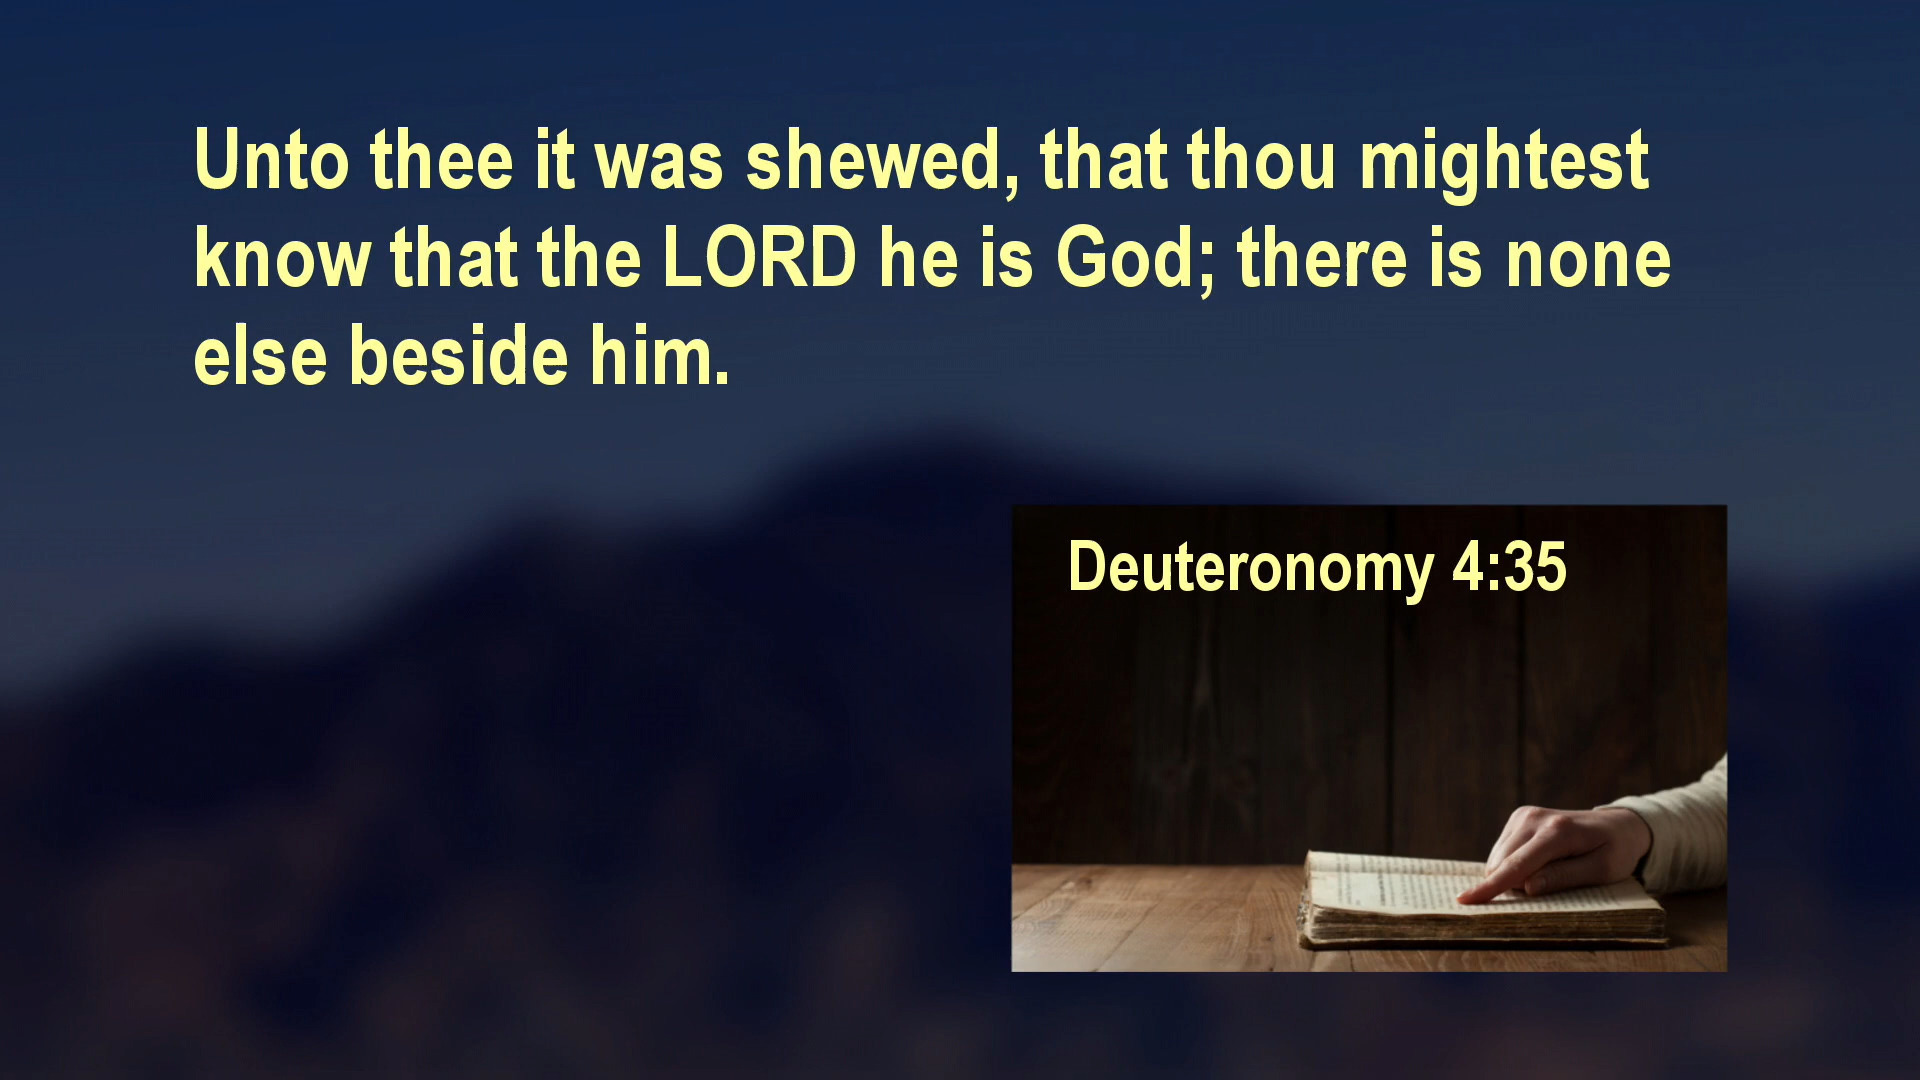 Unto thee it was shewed, that thou mightest
know that the LORD he is God; there is none
else beside him.
Deuteronomy 4:35